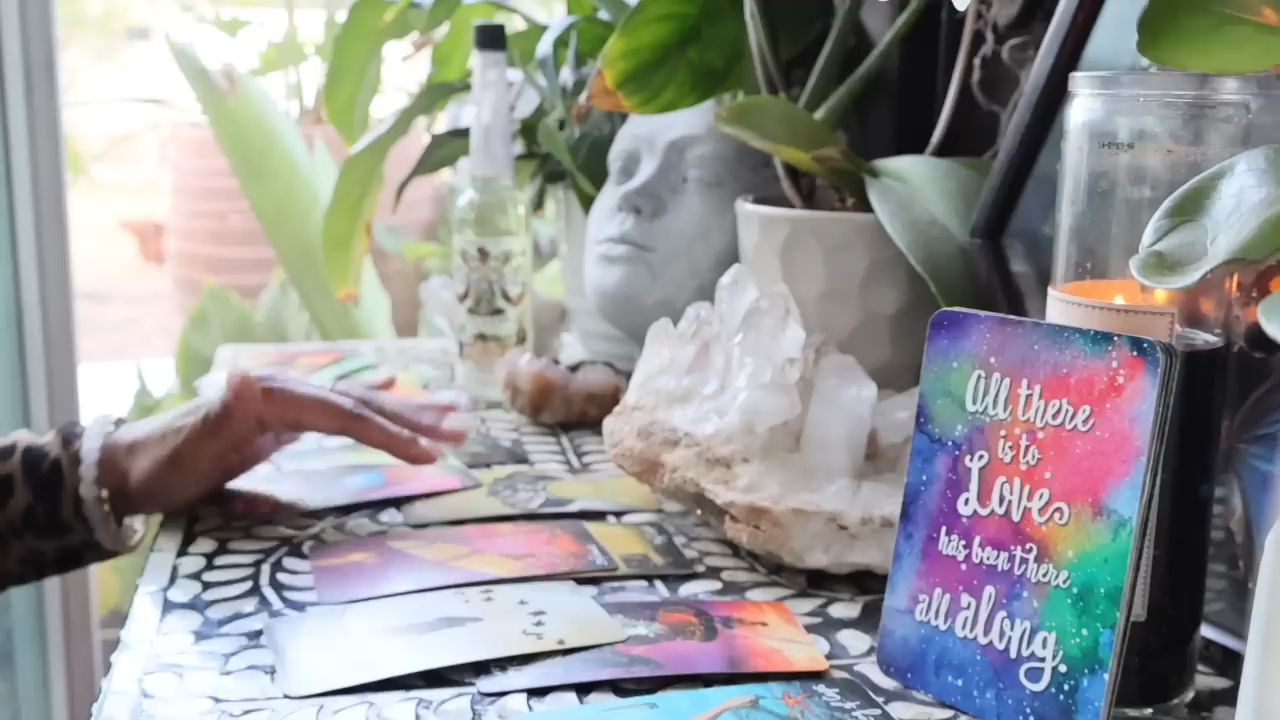 All there
is to
Love
has been there
all along.